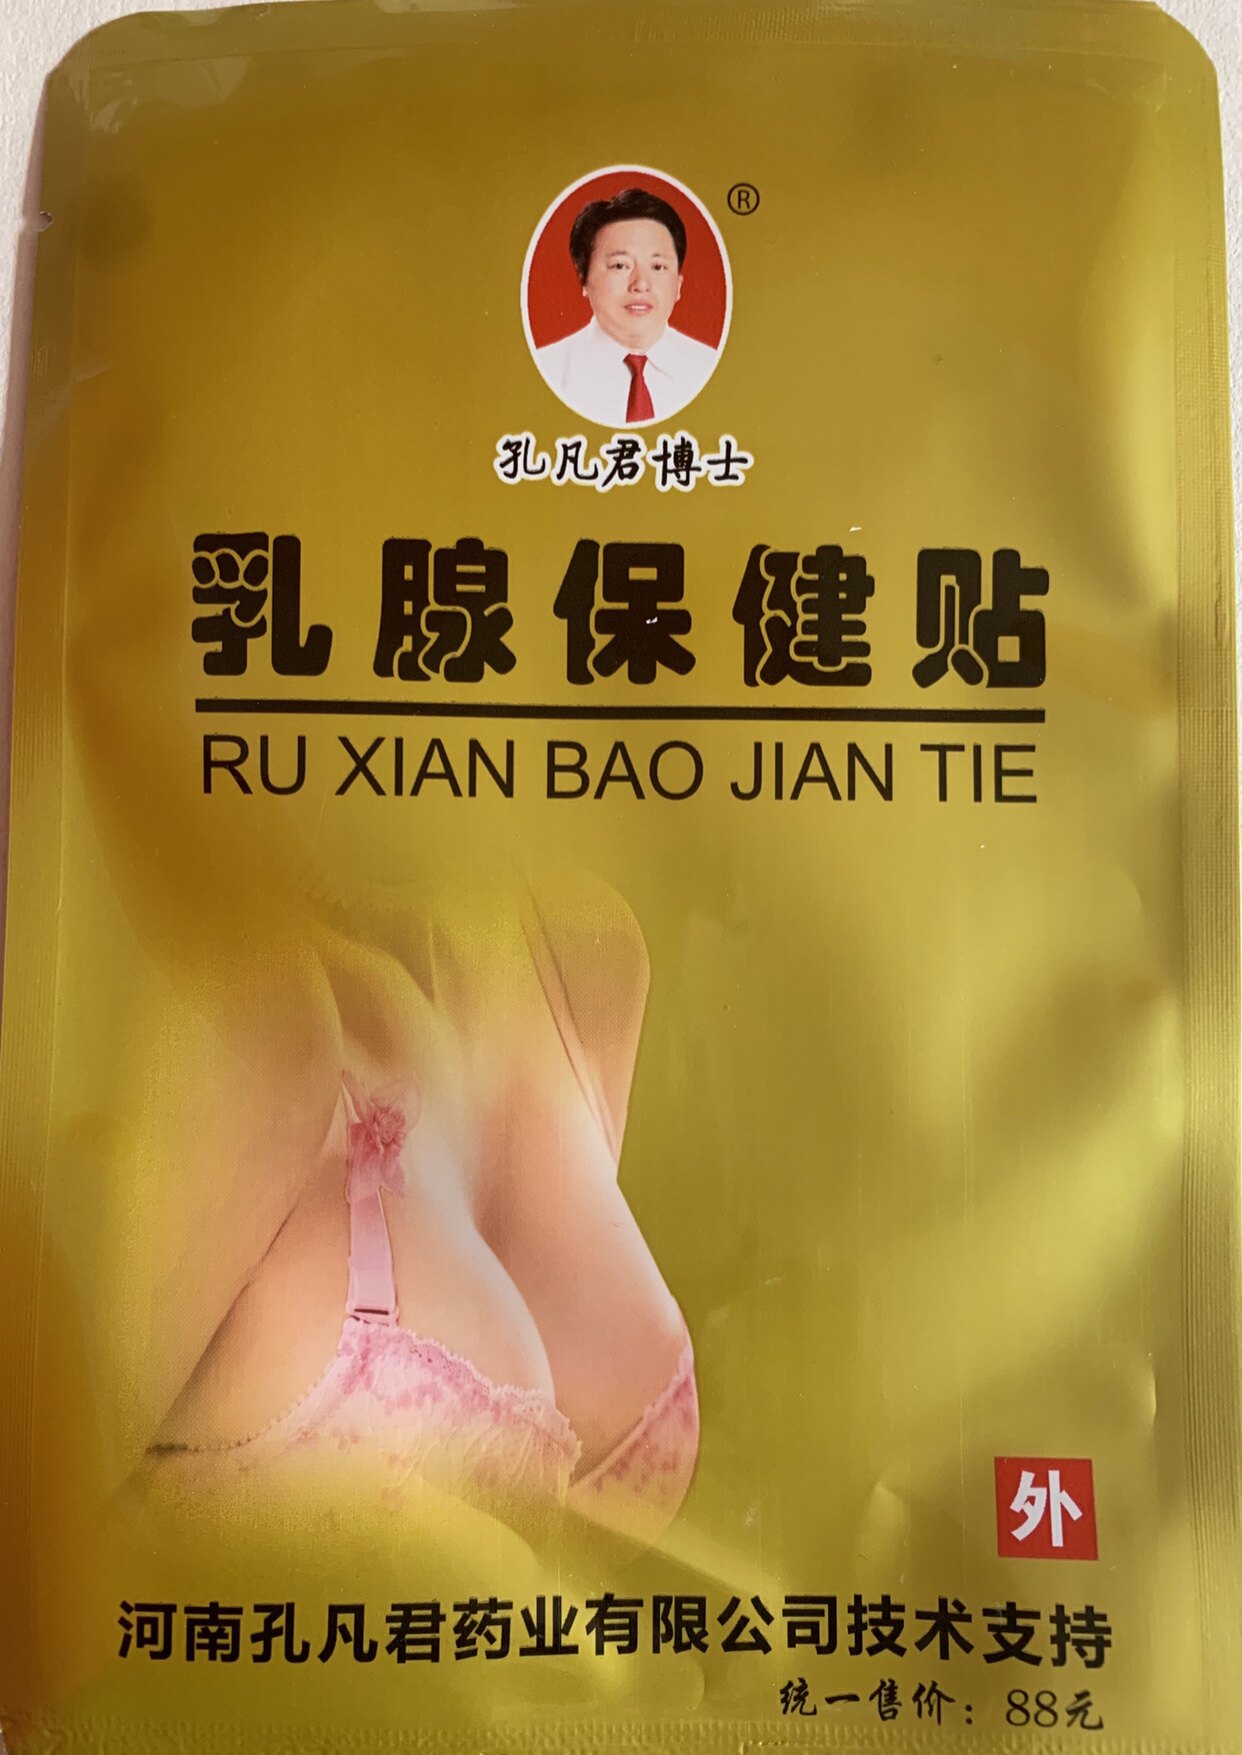 ®
孔凡君博士
乳腺保健贴
RU XIAN BAO JIAN TIE
外
河南孔凡君药业有限公司技术支持
统一售价：88元